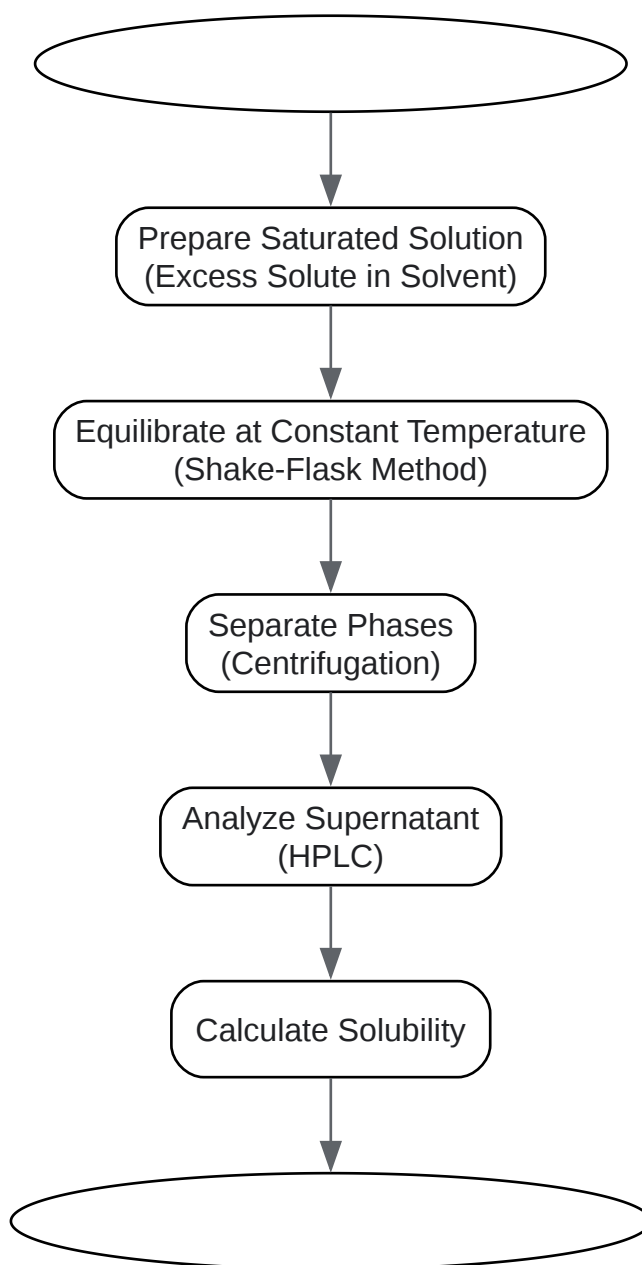 Prepare Saturated Solution
(Excess Solute in Solvent)
Equilibrate at Constant Temperature
(Shake-Flask Method)
Separate Phases
(Centrifugation)
Analyze Supernatant
(HPLC)
Calculate Solubility